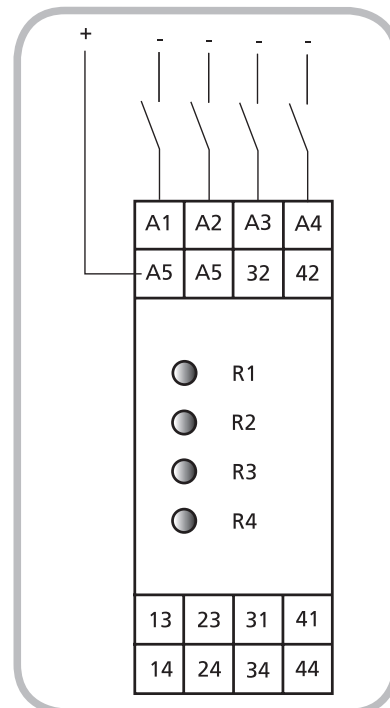 + - - - -
A1 A2 A3 A4
A5 A5 32 42
R1
R2
R3
R4
13 23 31 41
14 24 34 44